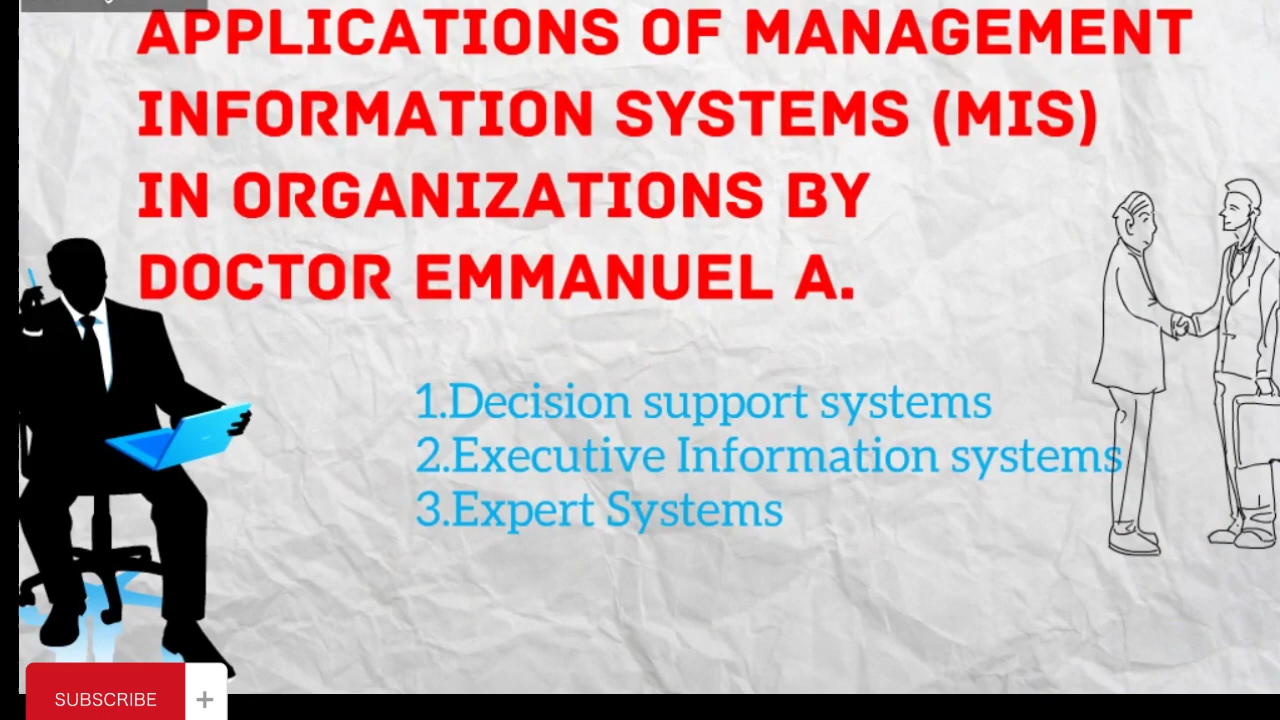 APPLICATIONS OF MANAGEMENT
INFORMATION SYSTEMS (MIS)
IN ORGANIZATIONS BY
DOCTOR EMMANUEL A.
1.Decision support systems
2.Executive Information systems
3.Expert Systems
SUBSCRIBE +